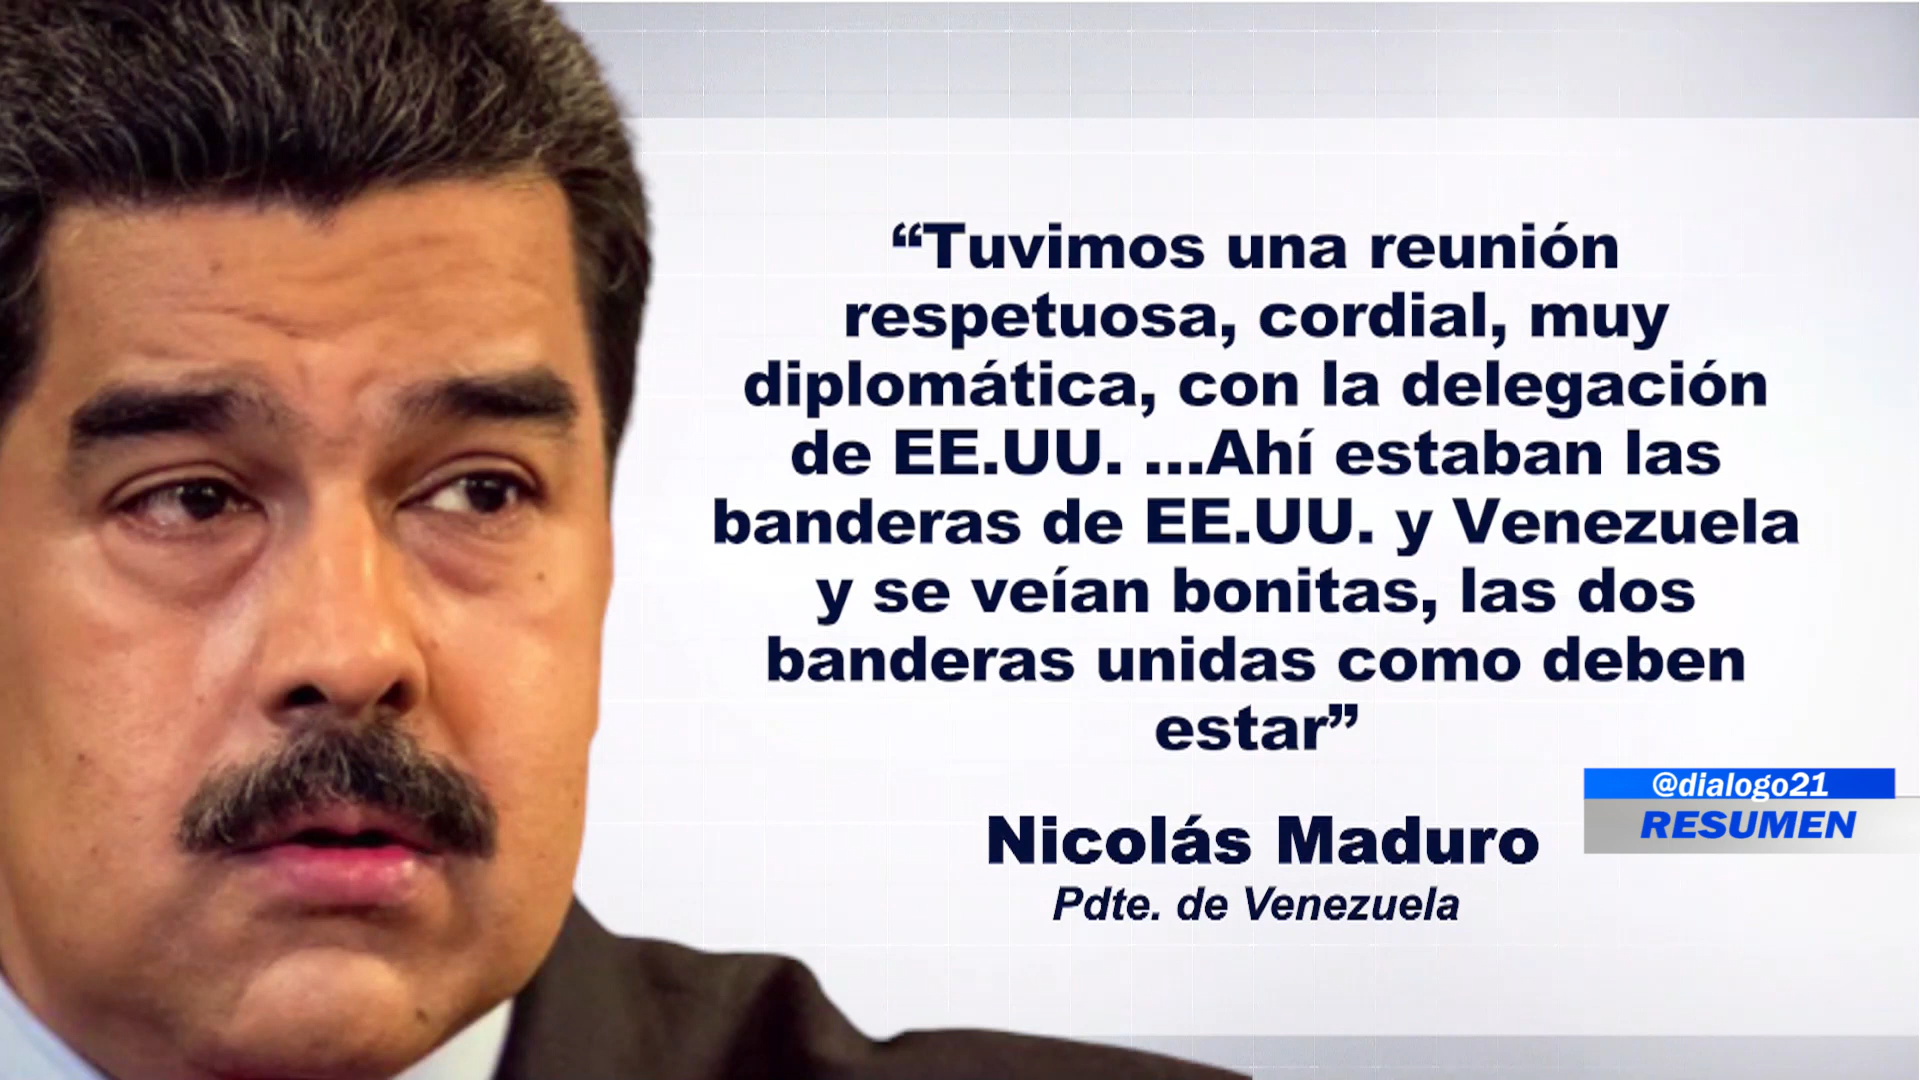 “Tuvimos una reunión
respetuosa, cordial, muy
diplomática, con la delegación
de EE.UU. ...Ahí estaban las
banderas de EE.UU. y Venezuela
y se veían bonitas, las dos
banderas unidas como deben
estar”
@dialogo21
RESUMEN
Nicolás Maduro
Pdte. de Venezuela